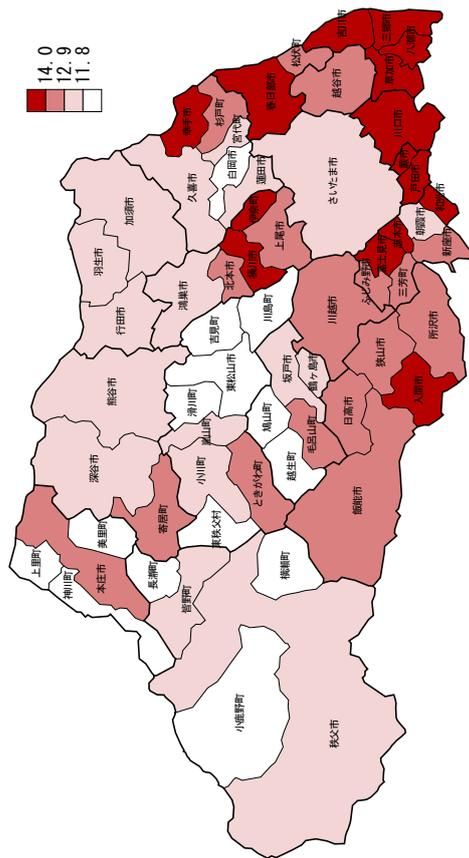 14.0
12.9
11.8
吉川市
三郷市
八潮市
草加市
松伏町
越谷市
春日部市
川口市
幸手市
杉戸町
宮代町
白岡市
蓮田市
さいたま市
蕨市
戸田市
和光市
朝霞市
新座市
志木市
富士見市
ふじみ野市
三芳町
久喜市
加須市
羽生市
行田市
鴻巣市
伊奈町
上尾市
桶川市
北本市
川島町
川越市
吉見町
東松山市
滑川町
熊谷市
深谷市
嵐山町
小川町
ときがわ町
鳩山町
坂戸市
鶴ヶ島市
毛呂山町
越生町
日高市
狭山市
所沢市
入間市
飯能市
寄居町
東秩父村
美里町
本庄市
上里町
神川町
長瀞町
皆野町
横瀬町
小鹿野町
秩父市